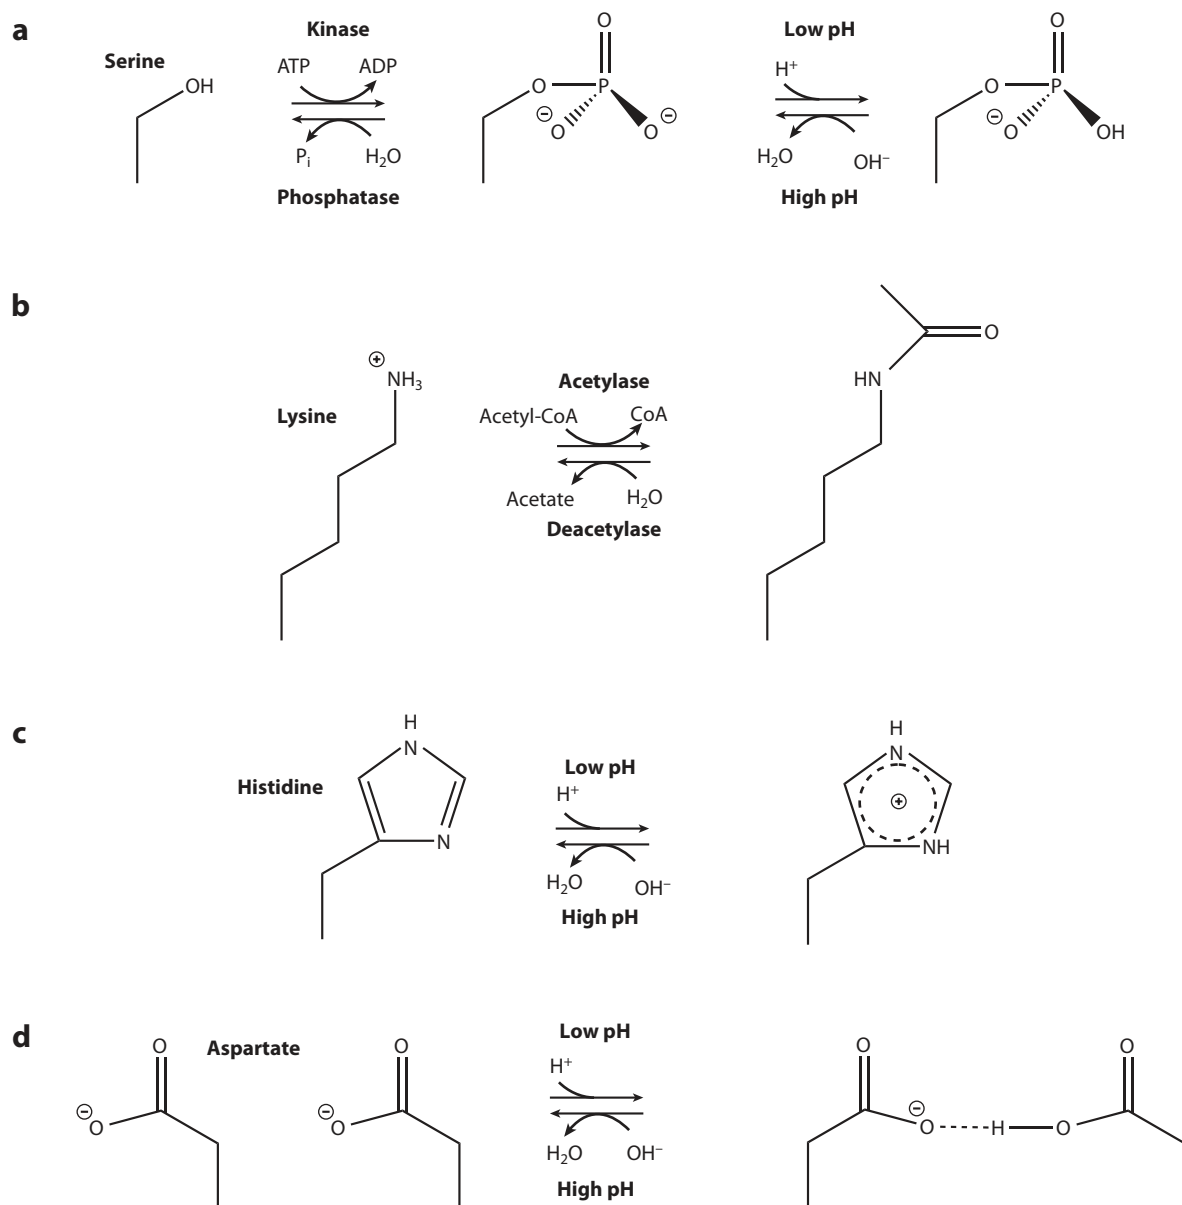 a
Serine
OH
Kinase
ATP
ADP
Pi
H2O
Phosphatase
O
O
P
O
O
Low pH
H+
H2O
OH–
High pH
O
O
P
O
OH
b
Lysine
NH3
Acetylase
Acetyl-CoA
CoA
Acetate
H2O
Deacetylase
O
HN
c
Histidine
H
N
N
Low pH
H+
H2O
OH–
High pH
H
N
NH
d
O
Aspartate
O
O
O
Low pH
H+
H2O
OH–
High pH
O
O
H
O
O